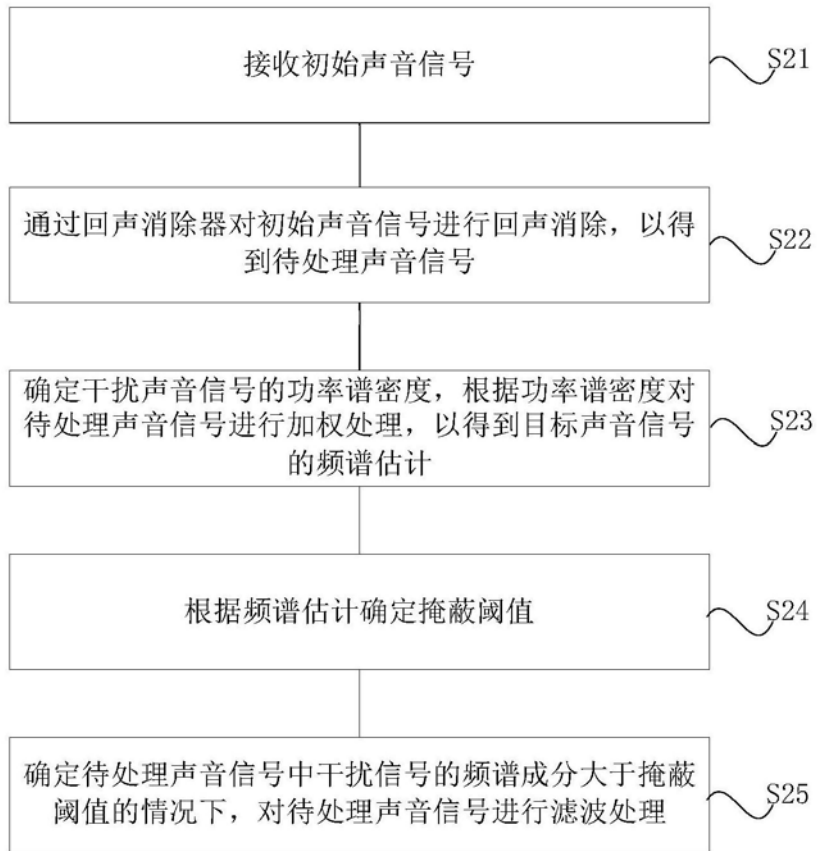 接收初始声音信号
S21
通过回声消除器对初始声音信号进行回声消除，以得
到待处理声音信号
S22
确定干扰声音信号的功率谱密度，根据功率谱密度对
待处理声音信号进行加权处理，以得到目标声音信号
的频谱估计
S23
根据频谱估计确定掩蔽阈值
S24
确定待处理声音信号中干扰信号的频谱成分大于掩蔽
阈值的情况下，对待处理声音信号进行滤波处理
S25